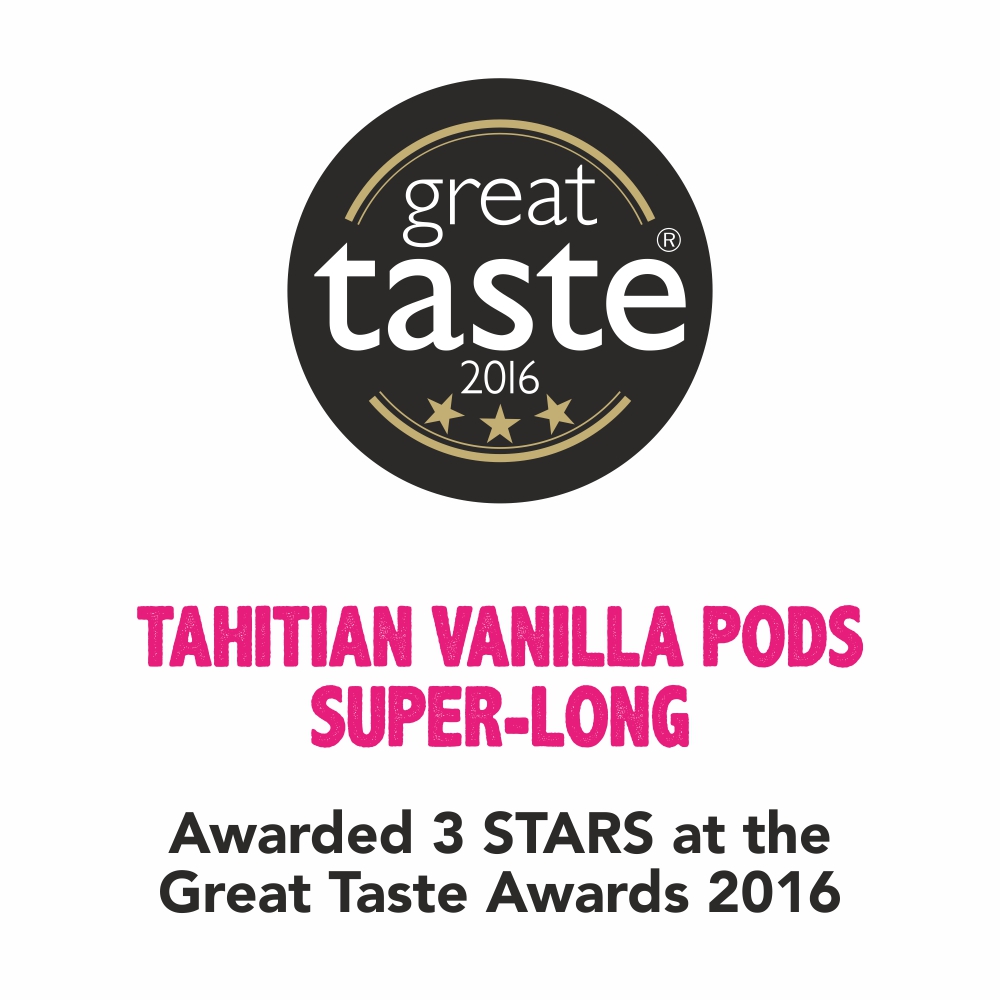 great
taste®
2016
TAHITIAN VANILLA PODS
SUPER-LONG
Awarded 3 STARS at the
Great Taste Awards 2016